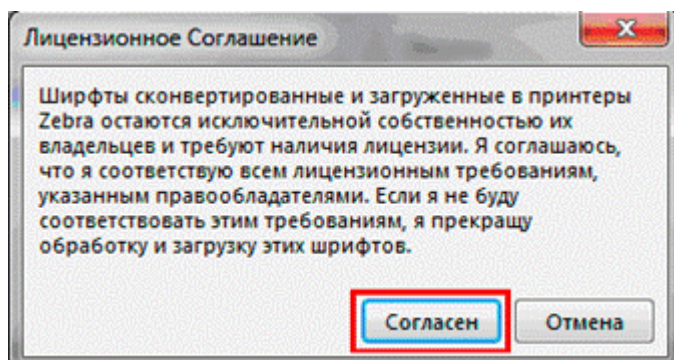 Лицензионное Соглашение
Ширфты сконвертированные и загруженные в принтеры
Zebra остаются исключительной собственностью их
владельцев и требуют наличия лицензии. Я соглашаюсь,
что я соответствую всем лицензионным требованиям,
указанным правообладателями. Если я не буду
соответствовать этим требованиям, я прекращу
обработку и загрузку этих шрифтов.
Согласен Отмена